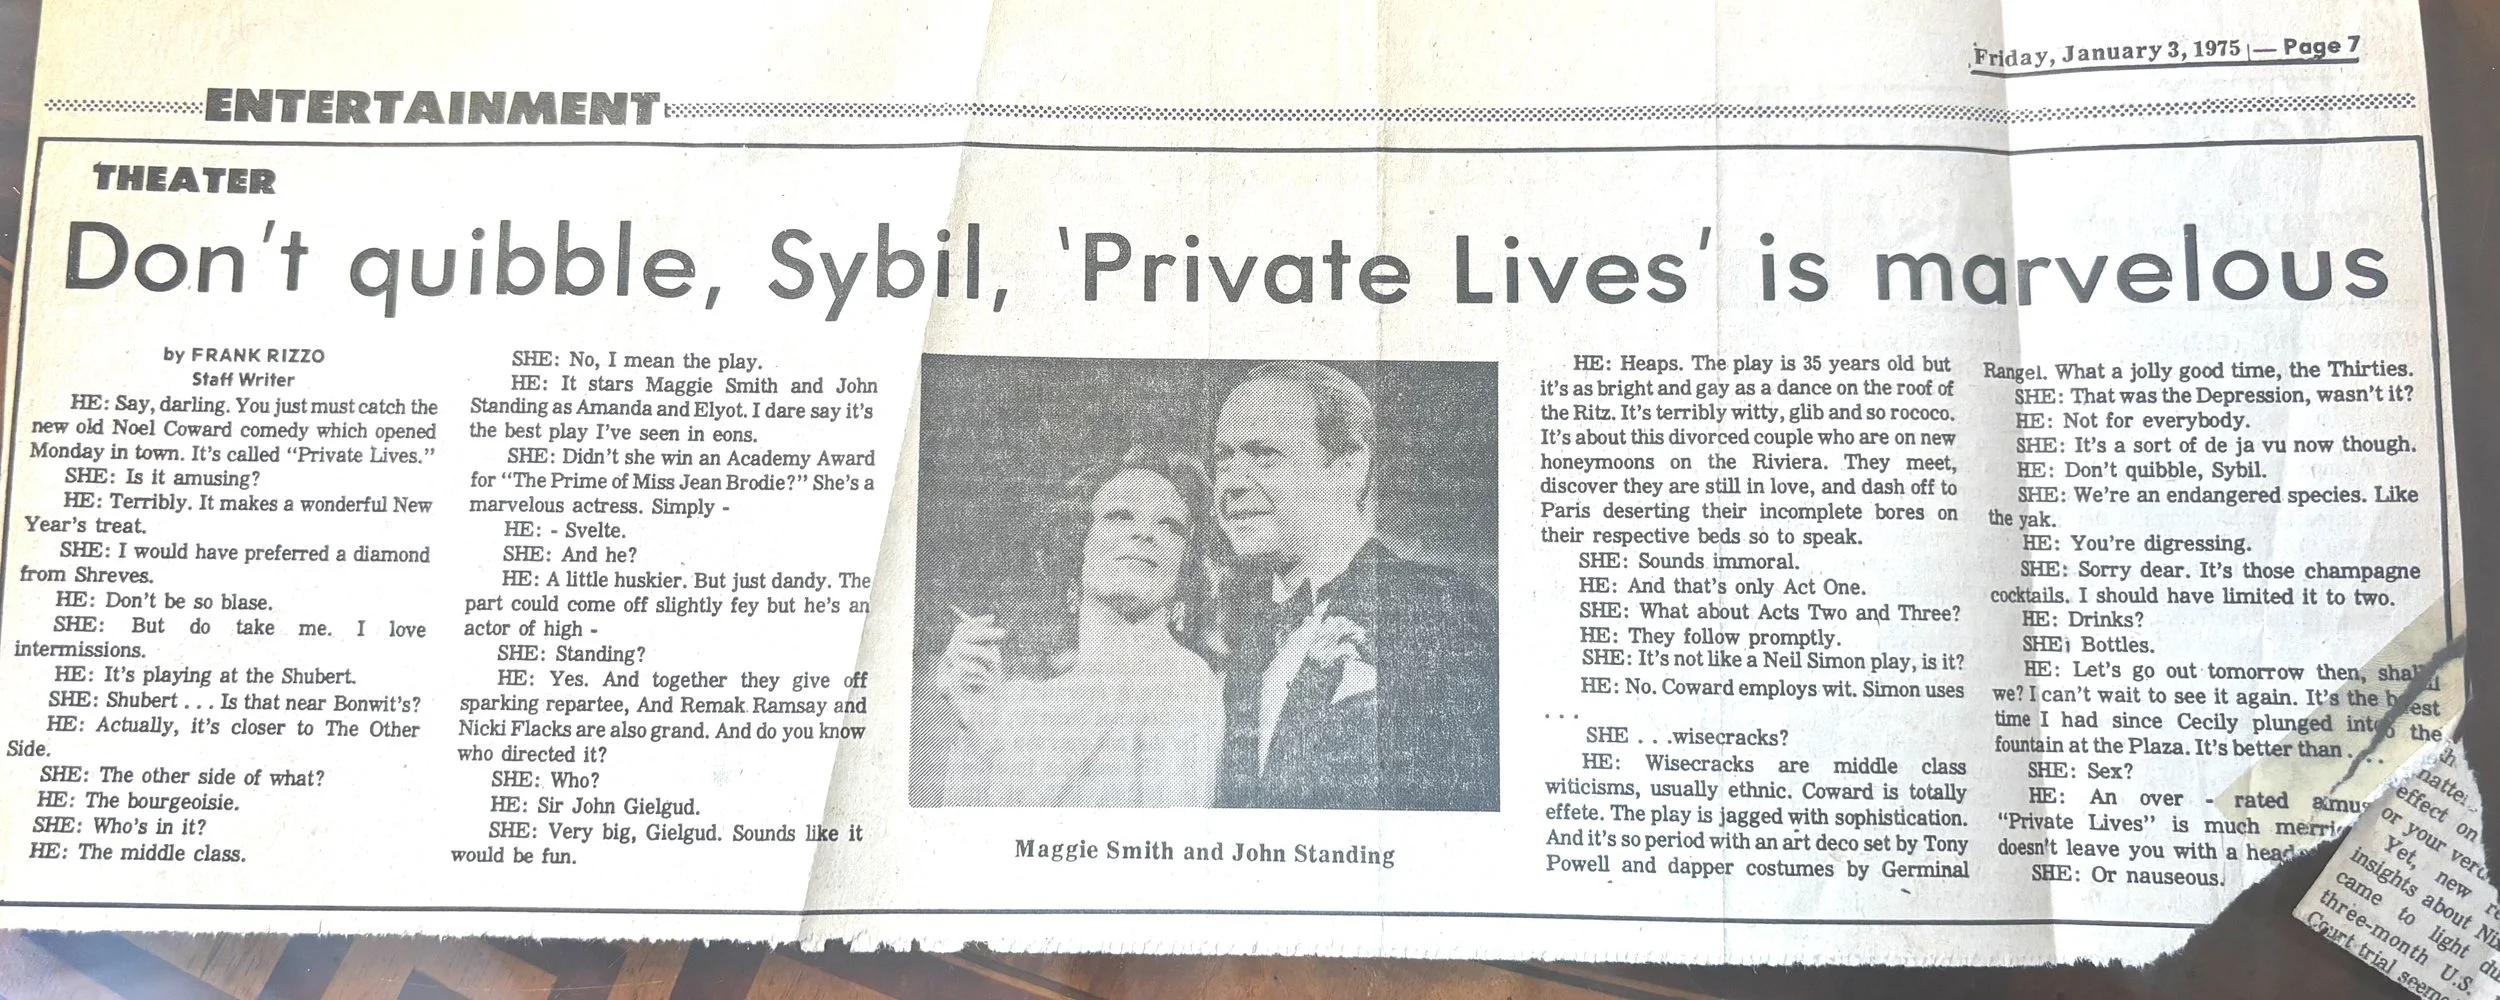 Friday, January 3, 1975 — Page 7
ENTERTAINMENT
THEATER
Don't quibble, Sybil, 'Private Lives' is marvelous
by FRANK RIZZO
Staff Writer
HE: Say, darling. You just must catch the
new old Noel Coward comedy which opened
Monday in town. It's called "Private Lives."
SHE: Is it amusing?
HE: Terribly. It makes a wonderful New
Year's treat.
SHE: I would have preferred a diamond
from Shreves.
HE: Don't be so blase.
SHE: But do take me. I love
intermissions.
HE: It's playing at the Shubert.
SHE: Shubert . . . Is that near Bonwit's?
HE: Actually, it's closer to The Other
Side.
SHE: The other side of what?
HE: The bourgeoisie.
SHE: Who's in it?
HE: The middle class.
SHE: No, I mean the play.
HE: It stars Maggie Smith and John
Standing as Amanda and Elyot. I dare say it's
the best play I've seen in eons.
SHE: Didn't she win an Academy Award
for "The Prime of Miss Jean Brodie?" She's a
marvelous actress. Simply -
HE: - Svelte.
SHE: And he?
HE: A little huskier. But just dandy. The
part could come off slightly fey but he's an
actor of high -
SHE: Standing?
HE: Yes. And together they give off
sparking repartee, And Remak Ramsay and
Nicki Flacks are also grand. And do you know
who directed it?
SHE: Who?
HE: Sir John Gielgud.
SHE: Very big, Gielgud. Sounds like it
would be fun.
Maggie Smith and John Standing
HE: Heaps. The play is 35 years old but
it's as bright and gay as a dance on the roof of
the Ritz. It's terribly witty, glib and so rococo.
It's about this divorced couple who are on new
honeymoons on the Riviera. They meet,
discover they are still in love, and dash off to
Paris deserting their incomplete bores on
their respective beds so to speak.
SHE: Sounds immoral.
HE: And that's only Act One.
SHE: What about Acts Two and Three?
HE: They follow promptly.
SHE: It's not like a Neil Simon play, is it?
HE: No. Coward employs wit. Simon uses
. . .
SHE . . .wisecracks?
HE: Wisecracks are middle class
witicisms, usually ethnic. Coward is totally
effete. The play is jagged with sophistication.
And it's so period with an art deco set by Tony
Powell and dapper costumes by Germinal
Rangel. What a jolly good time, the Thirties.
SHE: That was the Depression, wasn't it?
HE: Not for everybody.
SHE: It's a sort of de ja vu now though.
HE: Don't quibble, Sybil.
SHE: We're an endangered species. Like
the yak.
HE: You're digressing.
SHE: Sorry dear. It's those champagne
cocktails. I should have limited it to two.
HE: Drinks?
SHE: Bottles.
HE: Let's go out tomorrow then, shall
we? I can't wait to see it again. It's the best
time I had since Cecily plunged into the
fountain at the Plaza. It's better than . . .
SHE: Sex?
HE: An over - rated
"Private Lives" is much
doesn't leave you with a
SHE: Or nauseous.
effect on
or your
Yet, new
insights about
came to light
three-month U.S.
Court trial